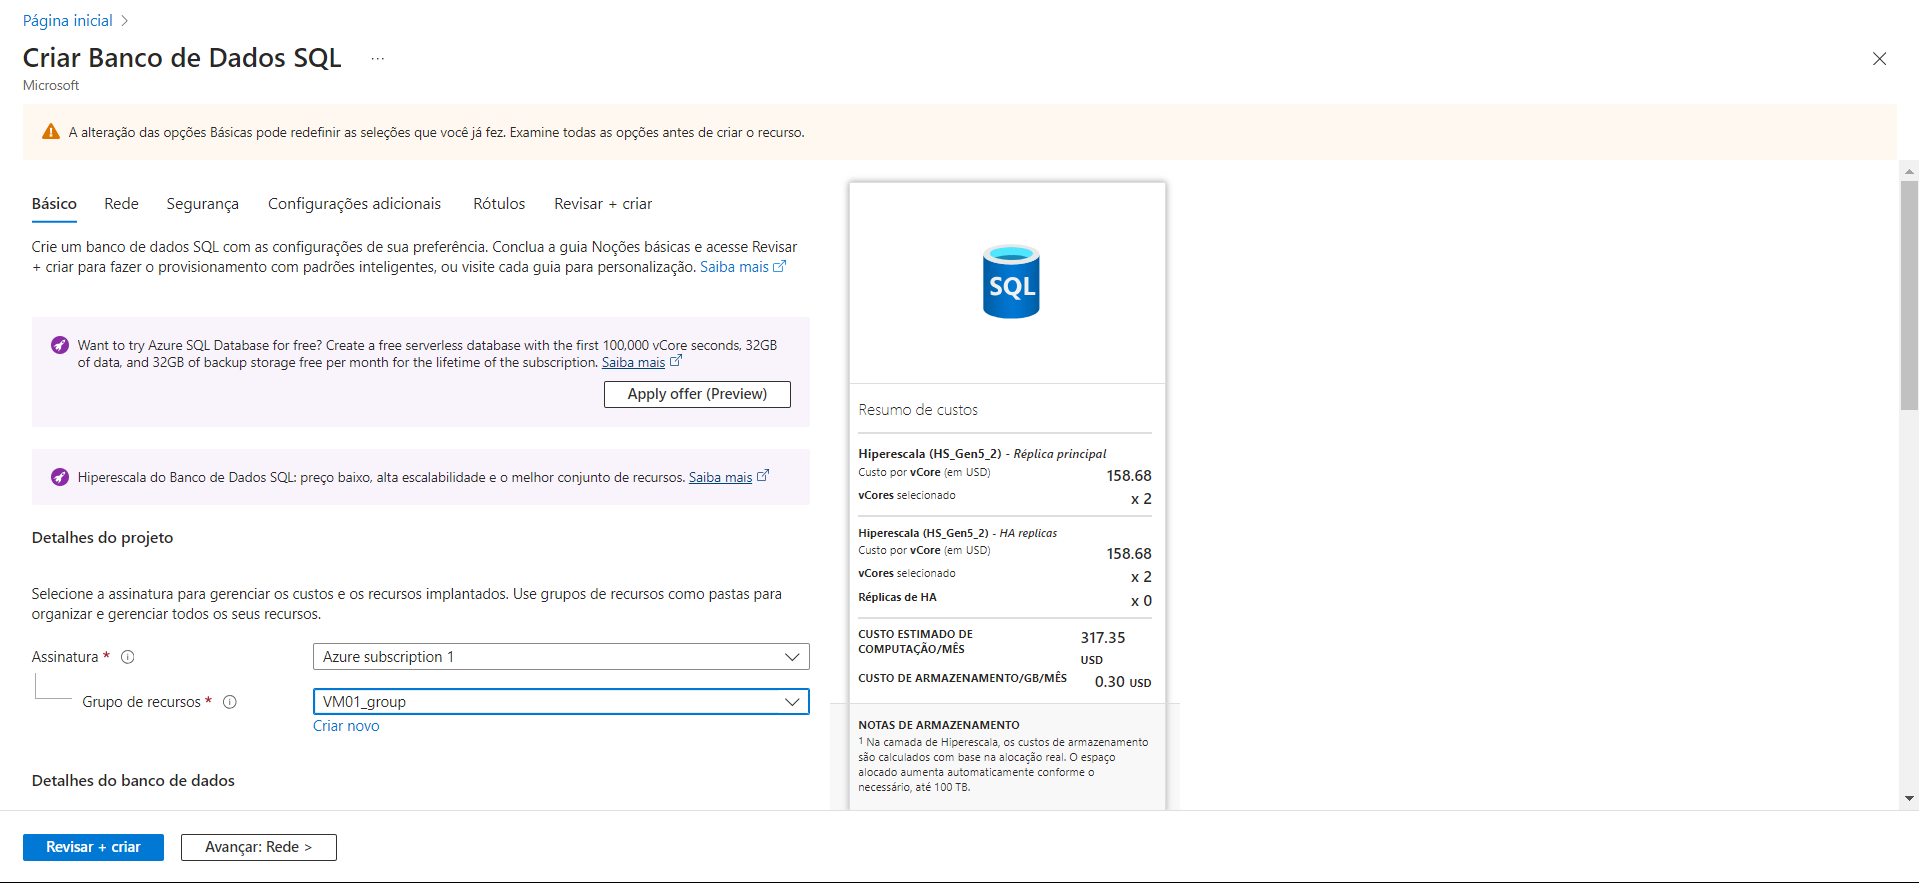 Página inicial >
Criar Banco de Dados SQL ...
Microsoft
A alteração das opções Básicas pode redefinir as seleções que você já fez. Examine todas as opções antes de criar o recurso.
Básico Rede Segurança Configurações adicionais Rótulos Revisar + criar
Crie um banco de dados SQL com as configurações de sua preferência. Conclua a guia Noções básicas e acesse Revisar
+ criar para fazer o provisionamento com padrões inteligentes, ou visite cada guia para personalização. Saiba mais
Want to try Azure SQL Database for free? Create a free serverless database with the first 100,000 vCore seconds, 32GB
of data, and 32GB of backup storage free per month for the lifetime of the subscription. Saiba mais
Apply offer (Preview)
Hiperescala do Banco de Dados SQL: preço baixo, alta escalabilidade e o melhor conjunto de recursos. Saiba mais
Detalhes do projeto
Selecione a assinatura para gerenciar os custos e os recursos implantados. Use grupos de recursos como pastas para
organizar e gerenciar todos os seus recursos.
Assinatura *
Azure subscription 1
Grupo de recursos *
VM01_group
Criar novo
Detalhes do banco de dados
SQL
Resumo de custos
Hiperescala (HS_Gen5_2) - Réplica principal
Custo por vCore (em USD)
158.68
vCores selecionado
x 2
Hiperescala (HS_Gen5_2) - HA replicas
Custo por vCore (em USD)
158.68
vCores selecionado
x 2
Réplicas de HA
x 0
CUSTO ESTIMADO DE
COMPUTAÇÃO/MÊS
317.35
USD
CUSTO DE ARMAZENAMENTO/GB/MÊS
0.30 USD
NOTAS DE ARMAZENAMENTO
1 Na camada de Hiperescala, os custos de armazenamento
são calculados com base na alocação real. O espaço
alocado aumenta automaticamente conforme o
necessário, até 100 TB.
Revisar + criar
Avançar: Rede >